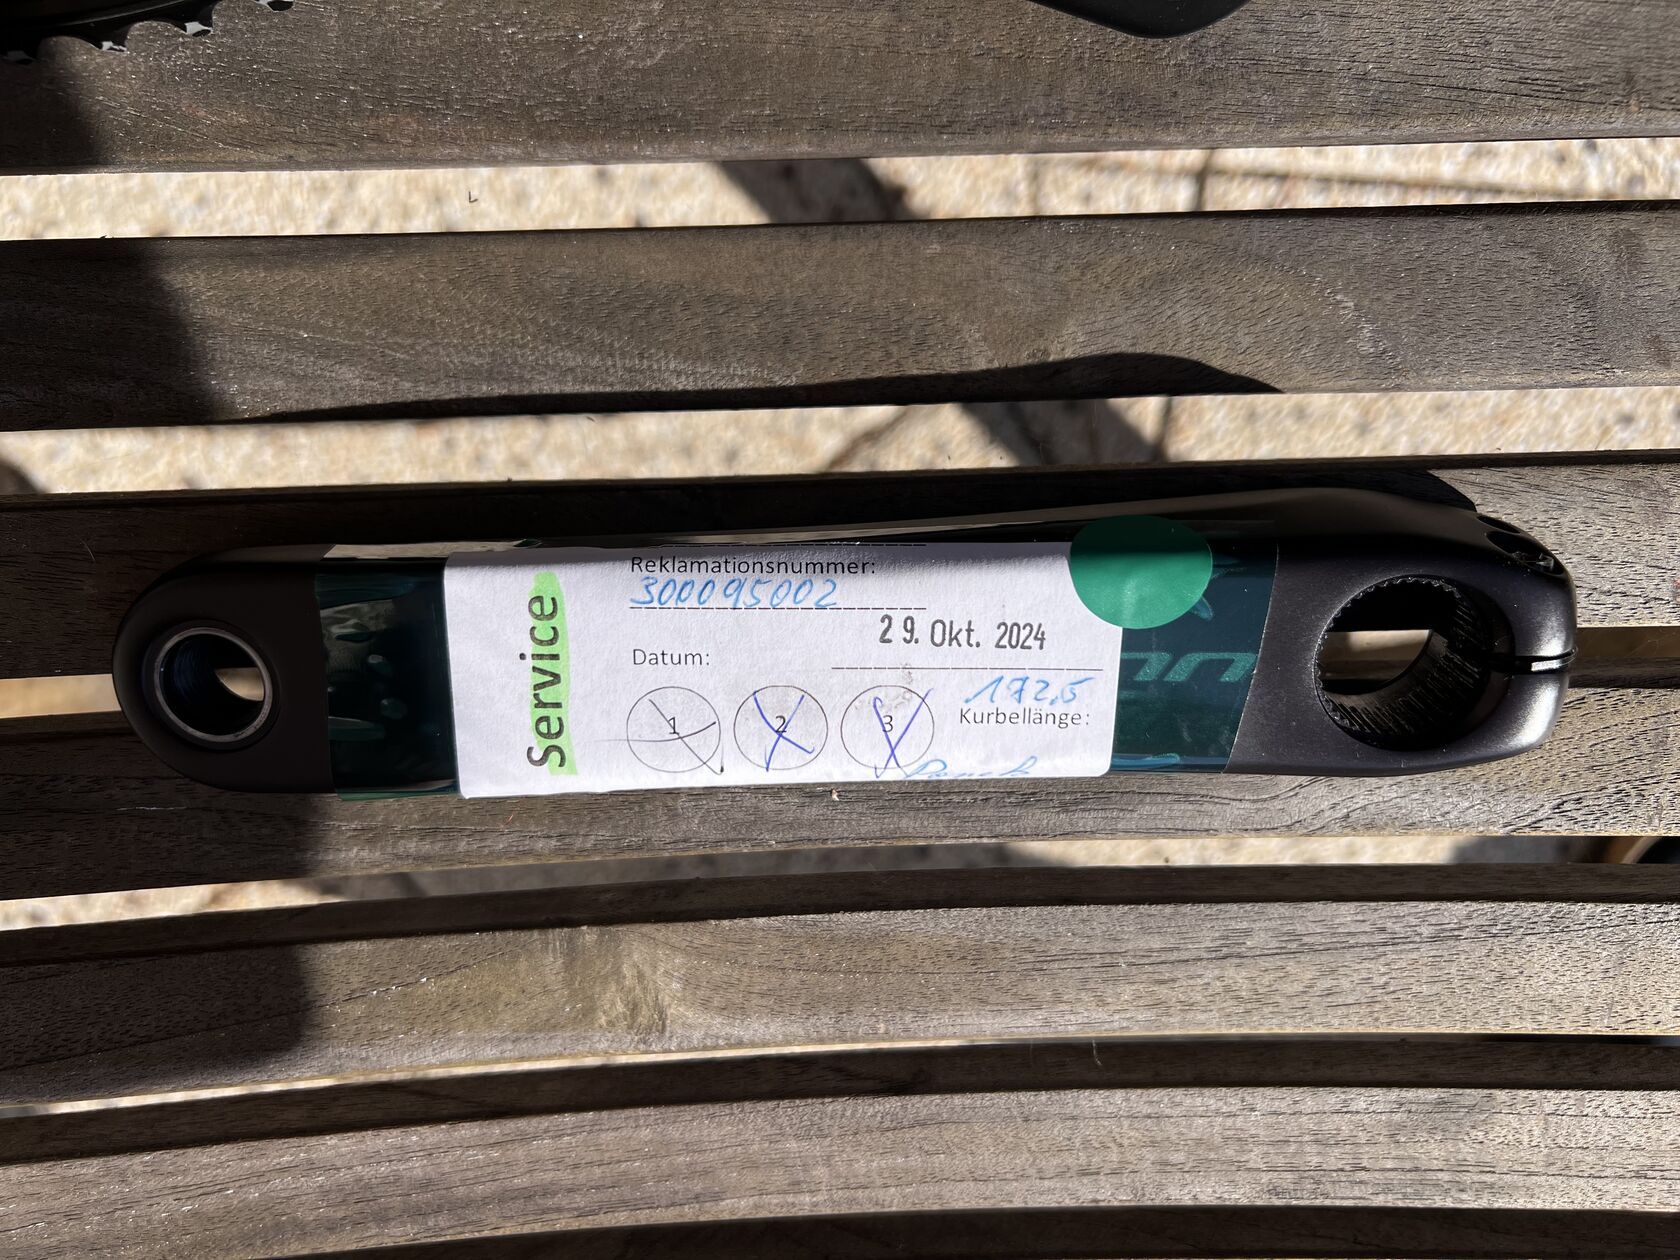 Service
Reklamationsnummer:
300095002
29. Okt. 2024
Datum:
172,5
1 2 3 Kurbellänge: